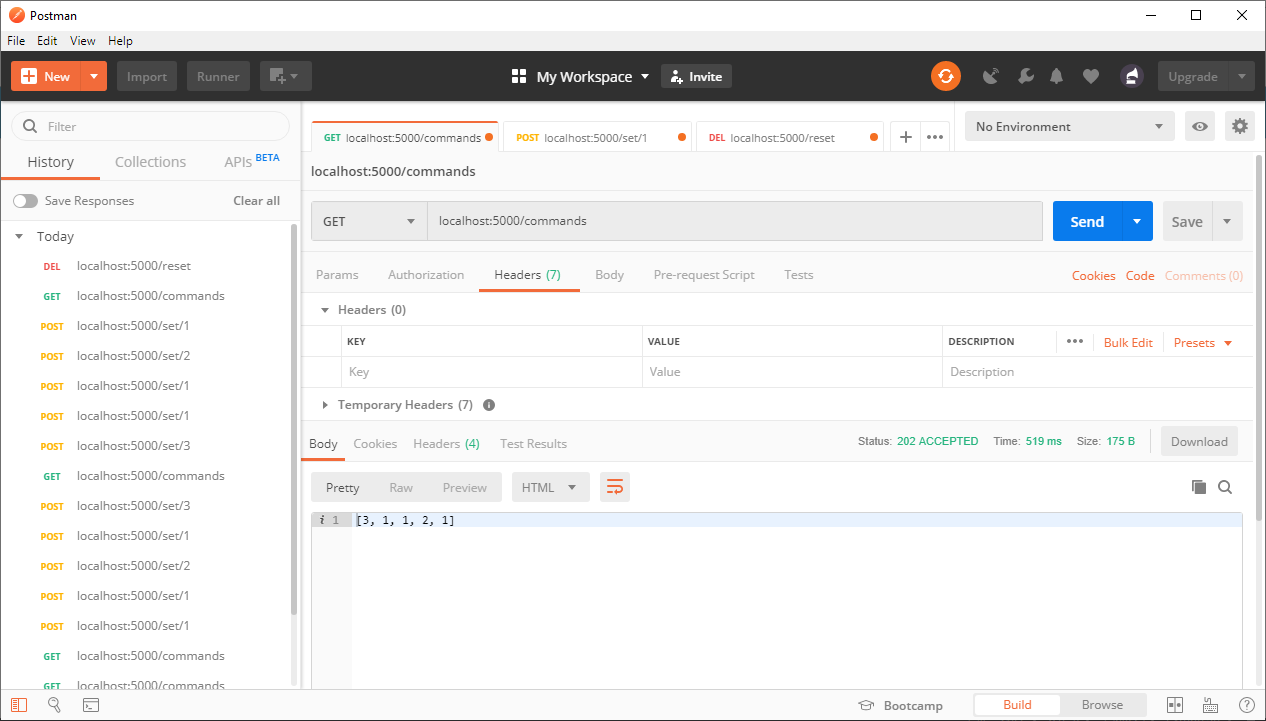 Postman
File Edit View Help
New Import Runner My Workspace Invite Upgrade
Filter
History Collections APIs BETA
Save Responses Clear all
Today
DEL localhost:5000/reset
GET localhost:5000/commands
POST localhost:5000/set/1
POST localhost:5000/set/2
POST localhost:5000/set/1
POST localhost:5000/set/1
POST localhost:5000/set/3
GET localhost:5000/commands
POST localhost:5000/set/3
POST localhost:5000/set/1
POST localhost:5000/set/2
POST localhost:5000/set/1
POST localhost:5000/set/1
GET localhost:5000/commands
GET localhost:5000/commands
GET localhost:5000/commands POST localhost:5000/set/1 DEL localhost:5000/reset
No Environment
localhost:5000/commands
GET localhost:5000/commands Send Save
Params Authorization Headers (7) Body Pre-request Script Tests Cookies Code Comments (0)
Headers (0)
KEY VALUE DESCRIPTION Bulk Edit Presets
Key Value Description
Temporary Headers (7)
Body Cookies Headers (4) Test Results Status: 202 ACCEPTED Time: 519 ms Size: 175 B Download
Pretty Raw Preview HTML
i 1 [3, 1, 1, 2, 1]
Bootcamp Build Browse